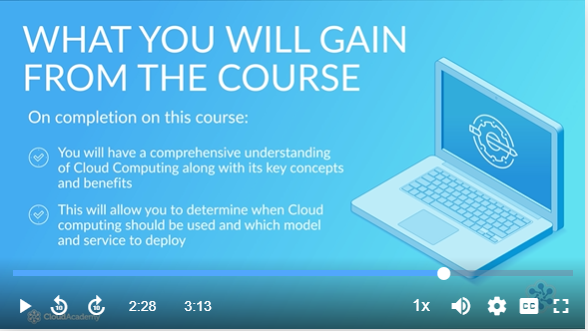 WHAT YOU WILL GAIN
FROM THE COURSE
On completion on this course:
You will have a comprehensive understanding
of Cloud Computing along with its key concepts
and benefits
This will allow you to determine when Cloud
computing should be used and which model
and service to deploy
10
10
2:28
3:13
1x
CC
CloudAcademy